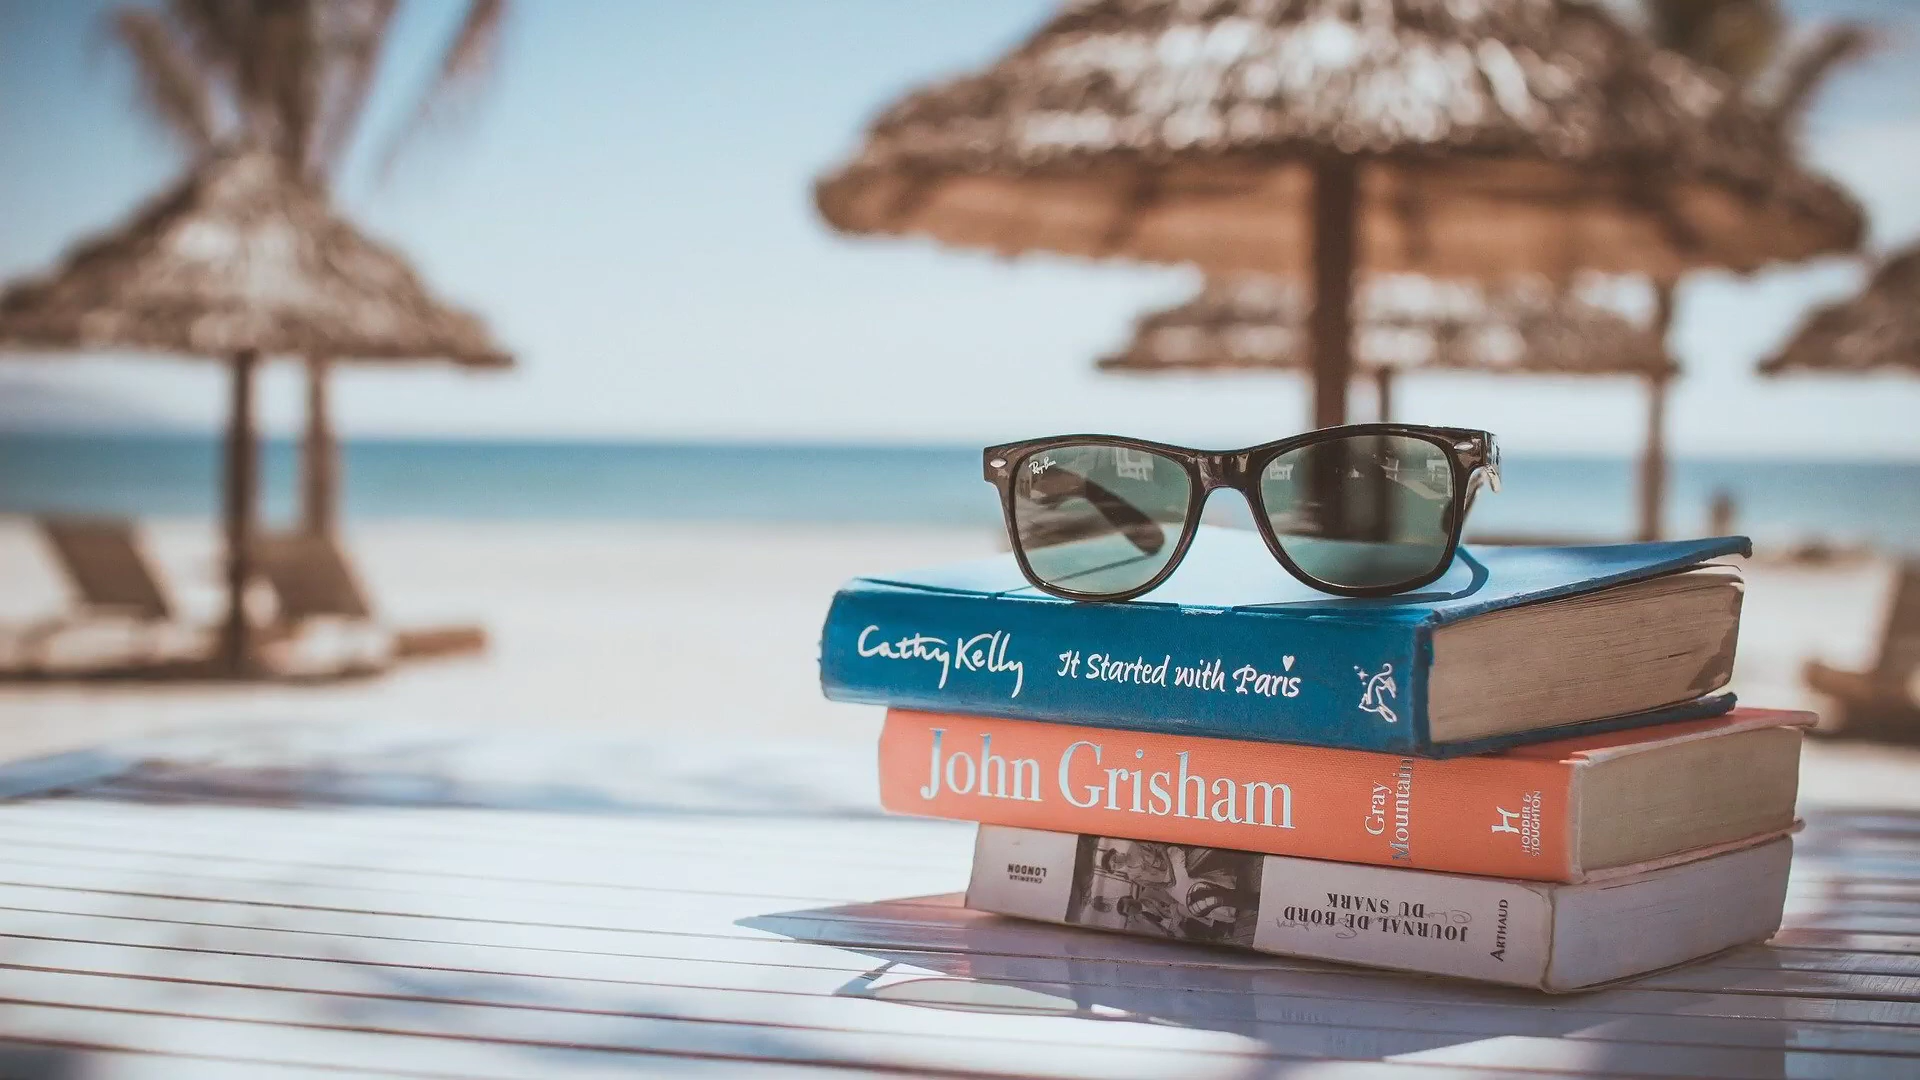 Ray-Ban
Cathy Kelly
It Started with Paris
John Grisham
Gray
Mountain
HODDER &
STOUGHTON
JOURNAL DE BORD
DU SNARK
ARTHAUD
LONDON